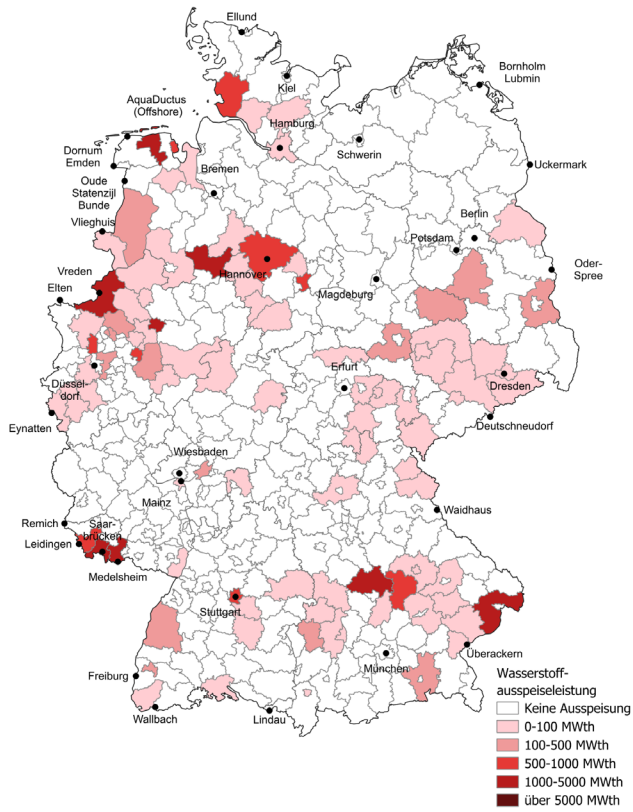 Ellund
Kiel
Bornholm
Lubmin
AquaDuctus
(Offshore)
Hamburg
Schwerin
Dornum
Emden
Bremen
Uckermark
Oude
Statenzijl
Bunde
Vlieghuis
Berlin
Potsdam
Oder-
Spree
Vreden
Hannover
Elten
Magdeburg
Erfurt
Düssel-
dorf
Dresden
Eynatten
Deutschneudorf
Wiesbaden
Mainz
Waidhaus
Remich
Saar-
brücken
Leidingen
Medelsheim
Stuttgart
Überackern
München
Freiburg
Wallbach
Lindau
Wasserstoff-
ausspeiseleistung
Keine Ausspeisung
0-100 MWth
100-500 MWth
500-1000 MWth
1000-5000 MWth
über 5000 MWth